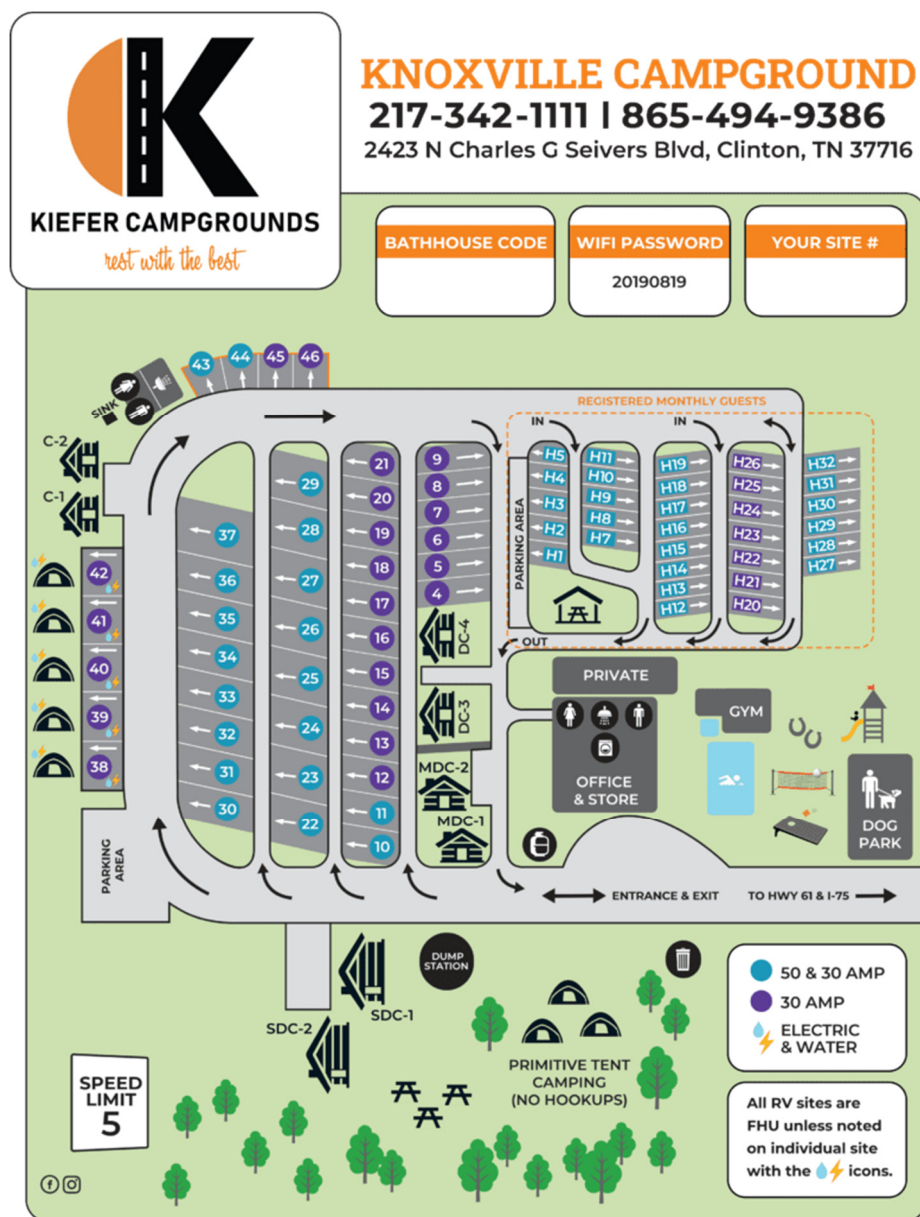 K
KIEFER CAMPGROUNDS
rest with the best
KNOXVILLE CAMPGROUND
217-342-1111 | 865-494-9386
2423 N Charles G Seivers Blvd, Clinton, TN 37716
BATHHOUSE CODE
WIFI PASSWORD
20190819
YOUR SITE #
43
44
45
46
SINK
C-2
C-1
REGISTERED MONTHLY GUESTS
IN
IN
42
41
40
39
38
37
36
35
34
33
32
31
30
29
28
27
26
25
24
23
22
21
20
19
18
17
16
15
14
13
12
11
10
9
8
7
6
5
4
DC-4
DC-3
MDC-2
MDC-1
PARKING AREA
H5
H4
H3
H2
H1
H11
H10
H9
H8
H7
H19
H18
H17
H16
H15
H14
H13
H12
H26
H25
H24
H23
H22
H21
H20
H32
H31
H30
H29
H28
H27
OUT
PRIVATE
OFFICE
& STORE
GYM
DOG
PARK
PARKING
AREA
ENTRANCE & EXIT
TO HWY 61 & I-75
DUMP
STATION
SDC-1
SDC-2
PRIMITIVE TENT
CAMPING
(NO HOOKUPS)
SPEED
LIMIT
5
50 & 30 AMP
30 AMP
ELECTRIC
& WATER
All RV sites are
FHU unless noted
on individual site
with the icons.